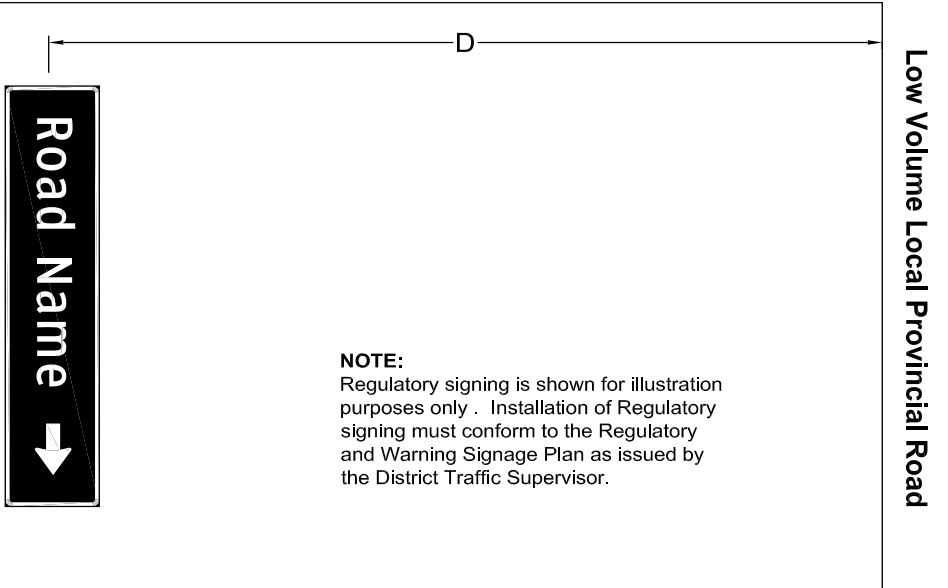 D
Road Name
NOTE:
Regulatory signing is shown for illustration
purposes only .  Installation of Regulatory
signing must conform to the Regulatory
and Warning Signage Plan as issued by
the District Traffic Supervisor.
Low Volume Local Provincial Road